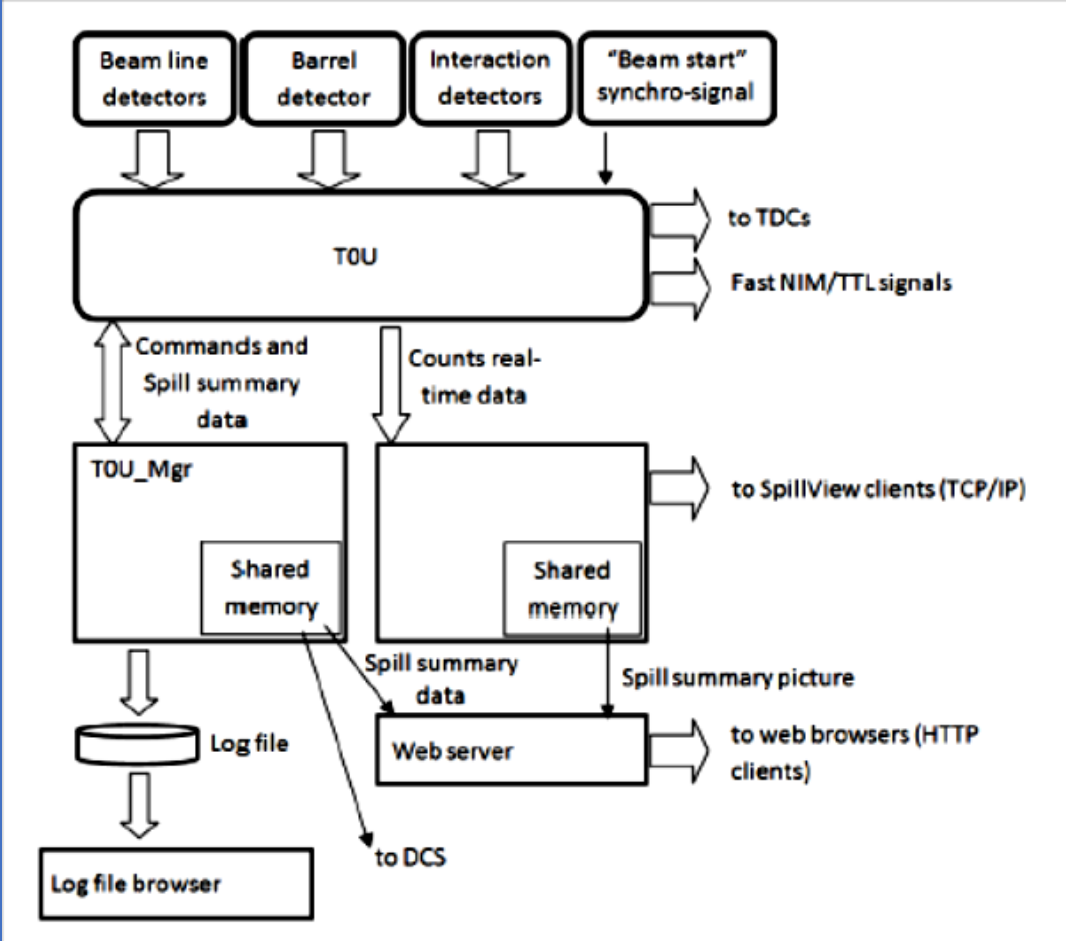 Beam line
detectors
Barrel
detector
Interaction
detectors
“Beam start”
synchro-signal
T0U
to TDCs
Fast NIM/TTL signals
Commands and
Spill summary
data
Counts real-
time data
T0U_Mgr
Shared
memory
Shared
memory
to SpillView clients (TCP/IP)
Spill summary
data
Spill summary picture
Log file
Web server
to web browsers (HTTP
clients)
to DCS
Log file browser